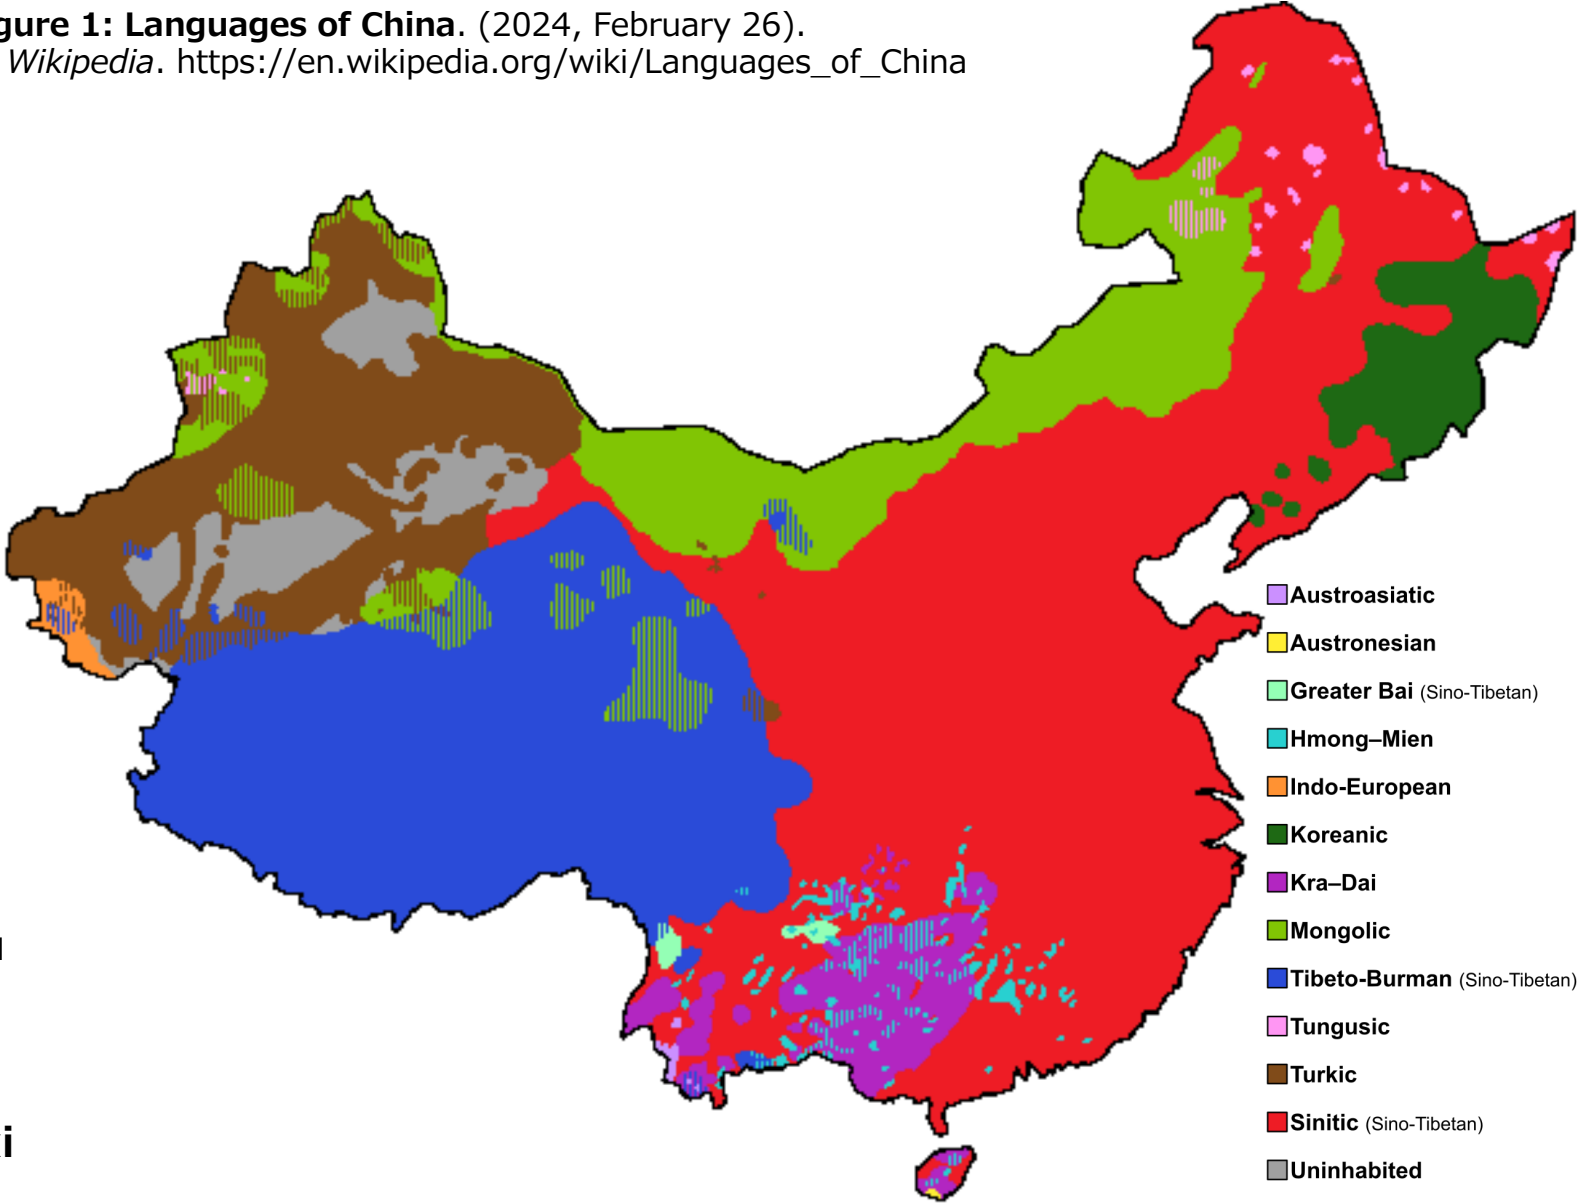 gure 1: Languages of China. (2024, February 26).
Wikipedia. https://en.wikipedia.org/wiki/Languages_of_China
Austroasiatic
Austronesian
Greater Bai (Sino-Tibetan)
Hmong–Mien
Indo-European
Koreanic
Kra–Dai
Mongolic
Tibeto-Burman (Sino-Tibetan)
Tungusic
Turkic
Sinitic (Sino-Tibetan)
Uninhabited